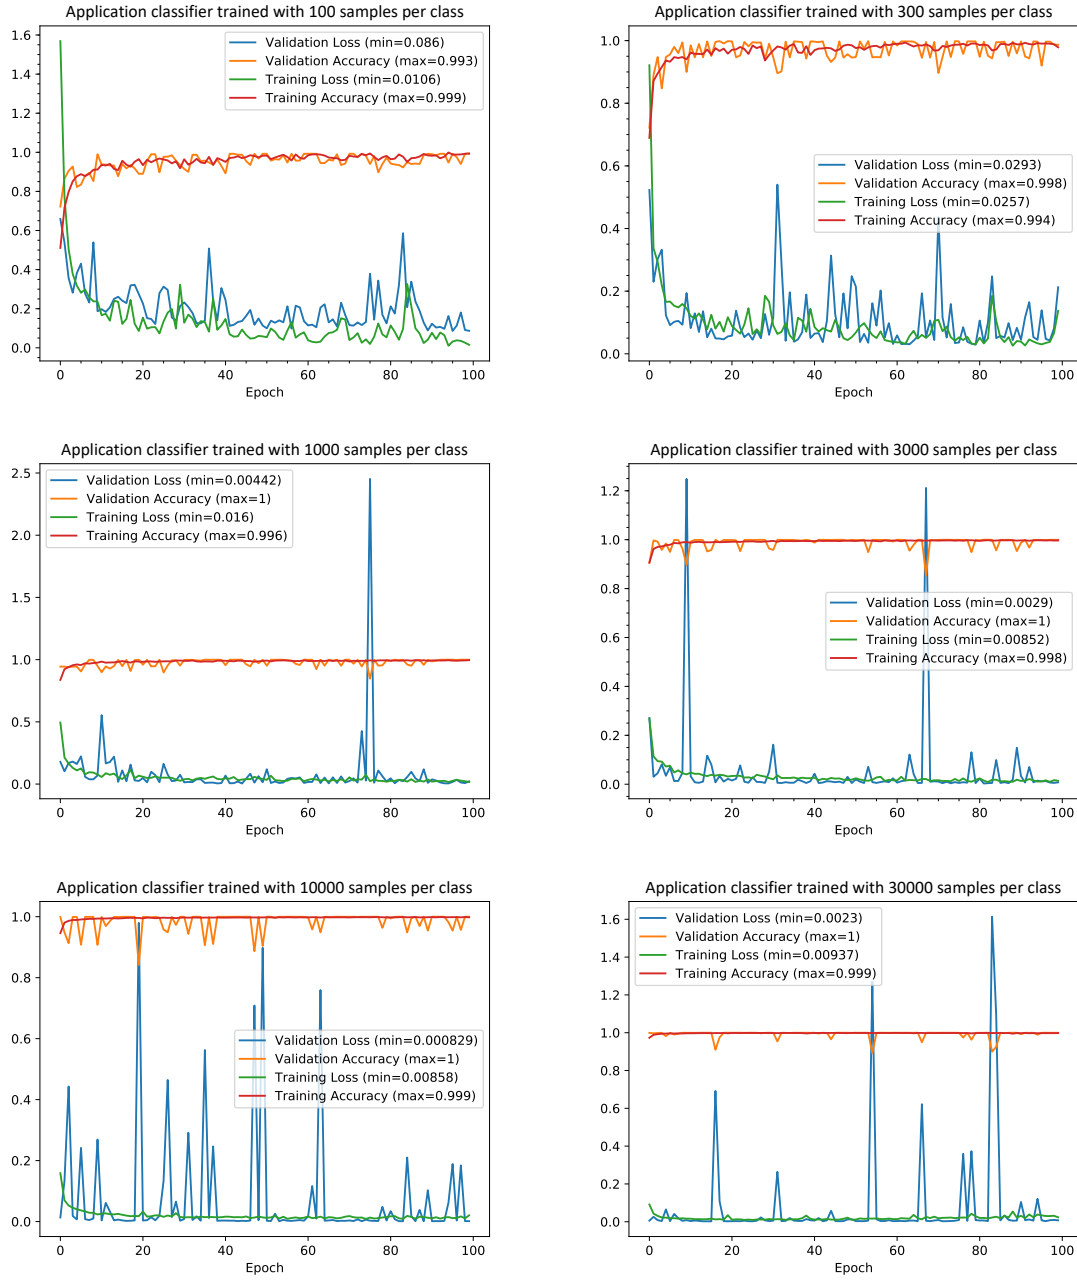 Application classifier trained with 100 samples per class
1.6
1.4
1.2
1.0
0.8
0.6
0.4
0.2
0.0
Validation Loss (min=0.086)
Validation Accuracy (max=0.993)
Training Loss (min=0.0106)
Training Accuracy (max=0.999)
0 20 40 60 80 100
Epoch
Application classifier trained with 300 samples per class
1.0
0.8
0.6
0.4
0.2
0.0
Validation Loss (min=0.0293)
Validation Accuracy (max=0.998)
Training Loss (min=0.0257)
Training Accuracy (max=0.994)
0 20 40 60 80 100
Epoch
Application classifier trained with 1000 samples per class
2.5
2.0
1.5
1.0
0.5
0.0
Validation Loss (min=0.00442)
Validation Accuracy (max=1)
Training Loss (min=0.016)
Training Accuracy (max=0.996)
0 20 40 60 80 100
Epoch
Application classifier trained with 3000 samples per class
1.2
1.0
0.8
0.6
0.4
0.2
0.0
Validation Loss (min=0.0029)
Validation Accuracy (max=1)
Training Loss (min=0.00852)
Training Accuracy (max=0.998)
0 20 40 60 80 100
Epoch
Application classifier trained with 10000 samples per class
1.0
0.8
0.6
0.4
0.2
0.0
Validation Loss (min=0.000829)
Validation Accuracy (max=1)
Training Loss (min=0.00858)
Training Accuracy (max=0.999)
0 20 40 60 80 100
Epoch
Application classifier trained with 30000 samples per class
1.6
1.4
1.2
1.0
0.8
0.6
0.4
0.2
0.0
Validation Loss (min=0.0023)
Validation Accuracy (max=1)
Training Loss (min=0.00937)
Training Accuracy (max=0.999)
0 20 40 60 80 100
Epoch